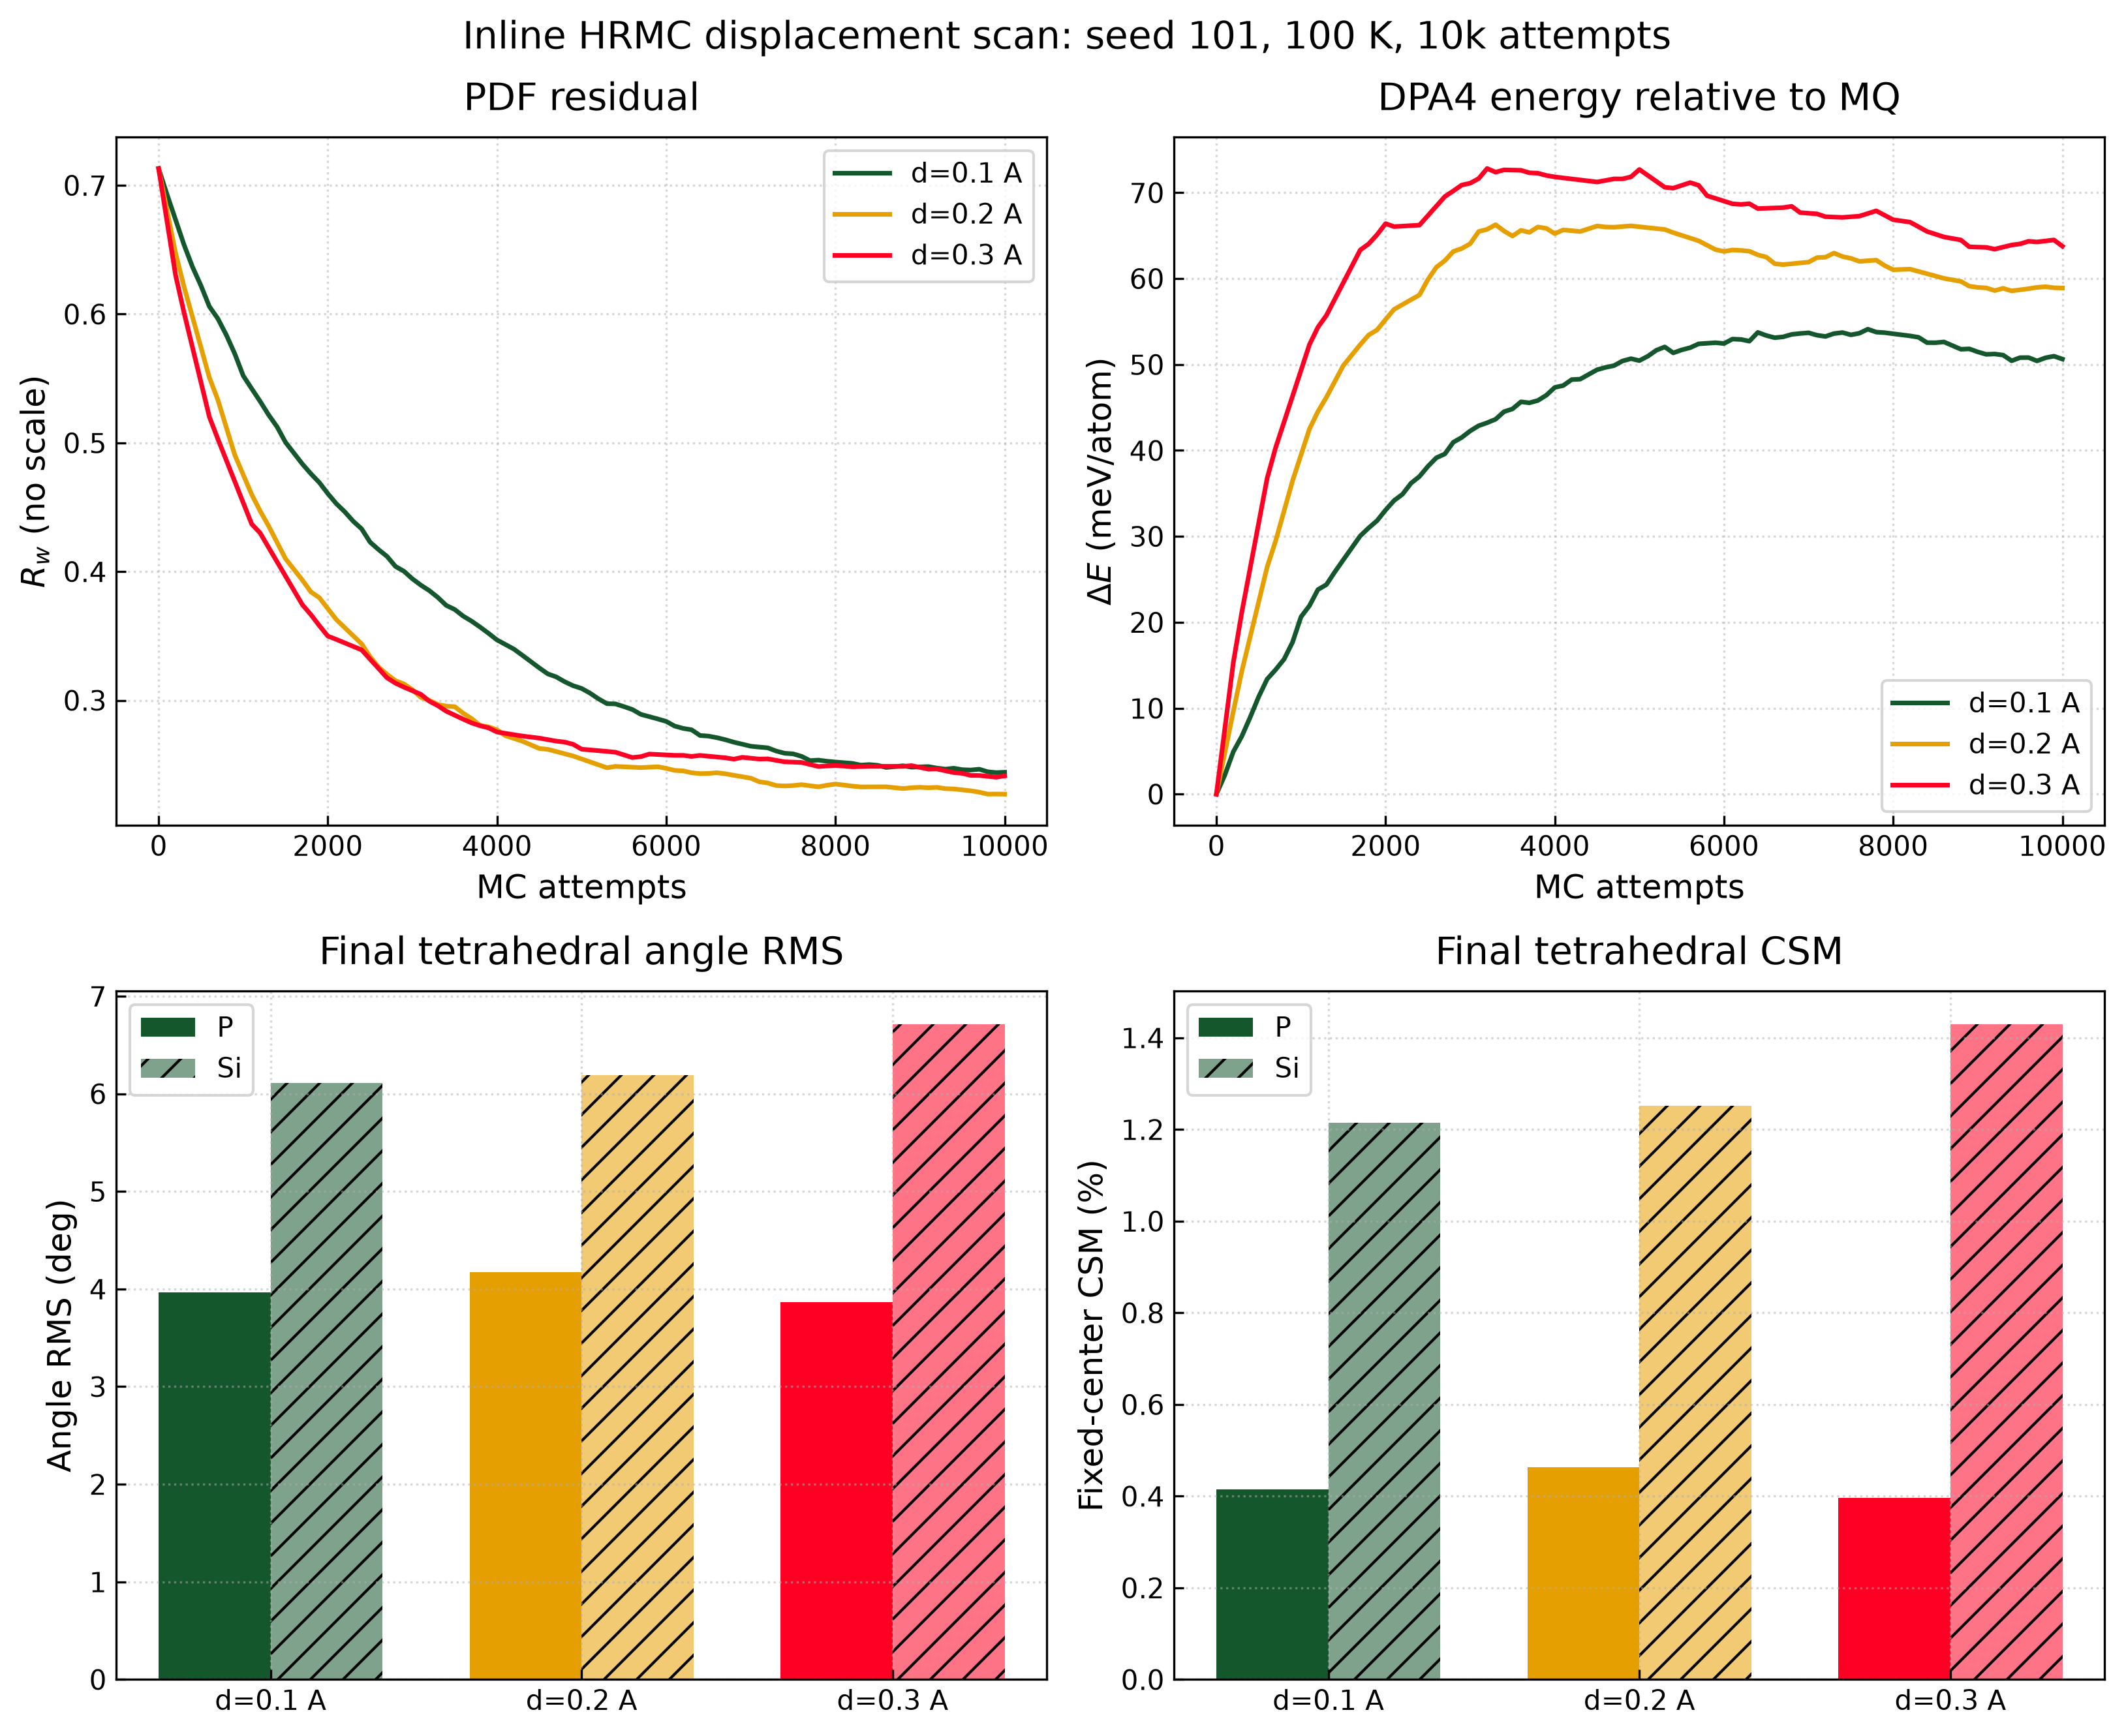 Inline HRMC displacement scan: seed 101, 100 K, 10k attempts
PDF residual
R_w (no scale)
0.7
0.6
0.5
0.4
0.3
d=0.1 A
d=0.2 A
d=0.3 A
0 2000 4000 6000 8000 10000
MC attempts
DPA4 energy relative to MQ
ΔE (meV/atom)
70
60
50
40
30
20
10
0
d=0.1 A
d=0.2 A
d=0.3 A
0 2000 4000 6000 8000 10000
MC attempts
Final tetrahedral angle RMS
Angle RMS (deg)
7
6
5
4
3
2
1
0
P
Si
d=0.1 A d=0.2 A d=0.3 A
Final tetrahedral CSM
Fixed-center CSM (%)
1.4
1.2
1.0
0.8
0.6
0.4
0.2
0.0
P
Si
d=0.1 A d=0.2 A d=0.3 A